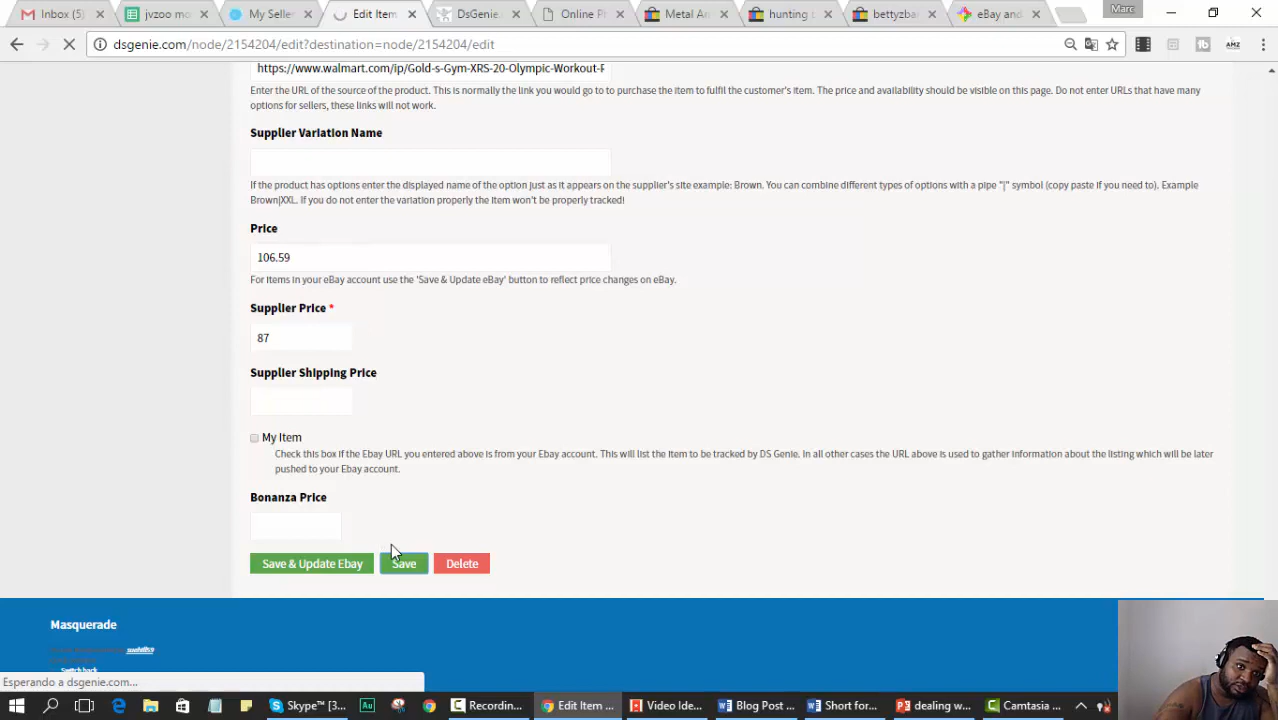 Inbox (5)
jvzoo mo
My Selle
Edit Item
DsGenie
Online Ph
Metal Ar
hunting b
bettyzba
eBay and
Marc
dsgenie.com/node/2154204/edit?destination=node/2154204/edit
https://www.walmart.com/ip/Gold-s-Gym-XRS-20-Olympic-Workout-F
Enter the URL of the source of the product. This is normally the link you would go to to purchase the item to fulfil the customer's item. The price and availability should be visible on this page. Do not enter URLs that have many
options for sellers, these links will not work.
Supplier Variation Name
If the product has options enter the displayed name of the option just as it appears on the supplier's site example: Brown. You can combine different types of options with a pipe "|" symbol (copy paste if you need to). Example
Brown|XXL. If you do not enter the variation properly the item won't be properly tracked!
Price
106.59
For items in your eBay account use the 'Save & Update eBay' button to reflect price changes on eBay.
Supplier Price *
87
Supplier Shipping Price
My Item
Check this box if the Ebay URL you entered above is from your Ebay account. This will list the item to be tracked by DS Genie. In all other cases the URL above is used to gather information about the listing which will be later
pushed to your Ebay account.
Bonanza Price
Save & Update Ebay
Save
Delete
Masquerade
Switch back
Esperando a dsgenie.com...
Skype™ [3...
Recordin...
Edit Item ...
Video Ide...
Blog Post ...
Short for...
dealing w...
Camtasia ...